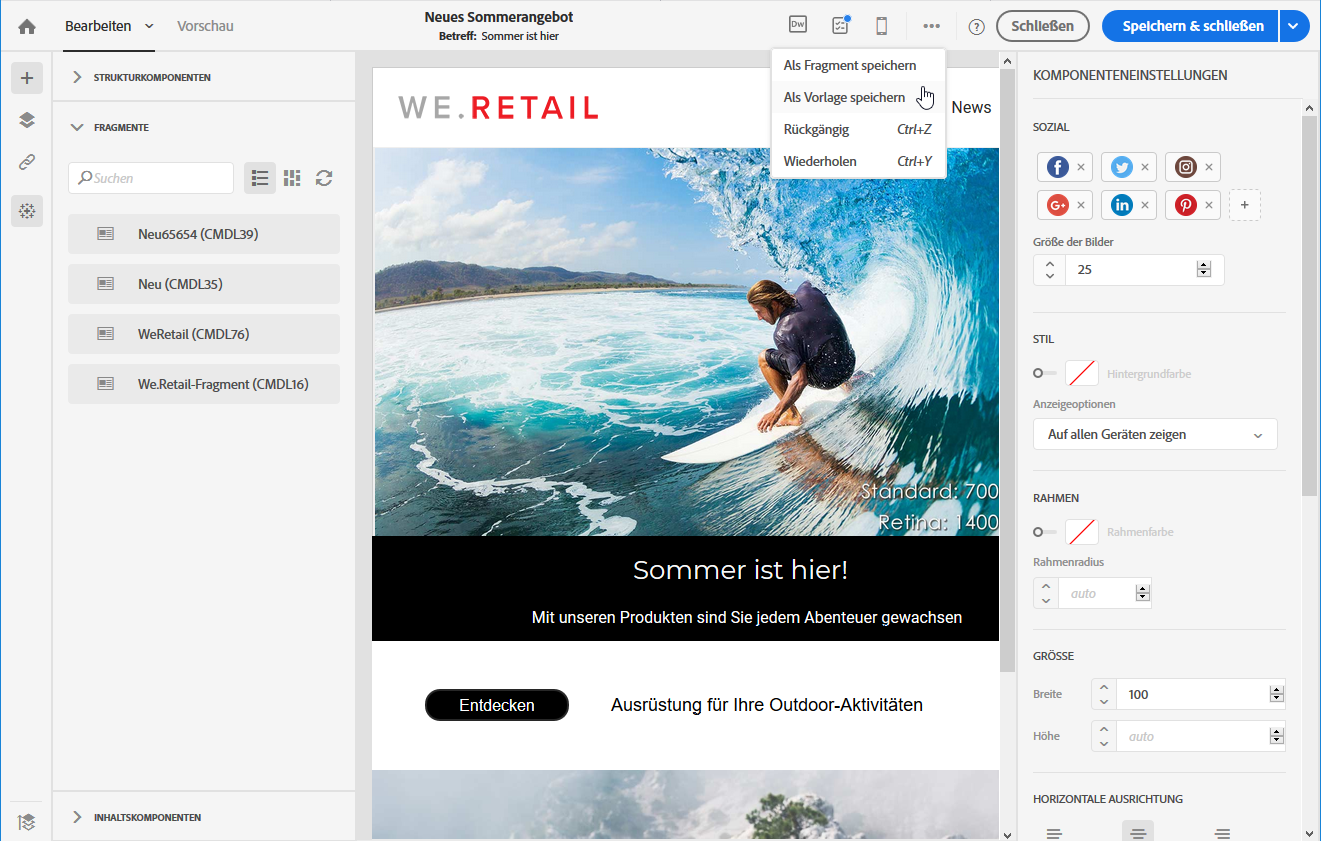 Bearbeiten
Vorschau
Neues Sommerangebot
Betreff: Sommer ist hier
Dw
?
Schließen
Speichern & schließen
STRUKTURKOMPONENTEN
FRAGMENTE
Suchen
Neu65654 (CMDL39)
Neu (CMDL35)
WeRetail (CMDL76)
We.Retail-Fragment (CMDL16)
INHALTSKOMPONENTEN
Als Fragment speichern
Als Vorlage speichern
Rückgängig Ctrl+Z
Wiederholen Ctrl+Y
WE.RETAIL
News
Standard: 700
Retina: 1400
Sommer ist hier!
Mit unseren Produkten sind Sie jedem Abenteuer gewachsen
Entdecken
Ausrüstung für Ihre Outdoor-Aktivitäten
KOMPONENTENEINSTELLUNGEN
SOZIAL
Größe der Bilder
25
STIL
Hintergrundfarbe
Anzeigeoptionen
Auf allen Geräten zeigen
RAHMEN
Rahmenfarbe
Rahmenradius
auto
GRÖSSE
Breite 100
Höhe auto
HORIZONTALE AUSRICHTUNG